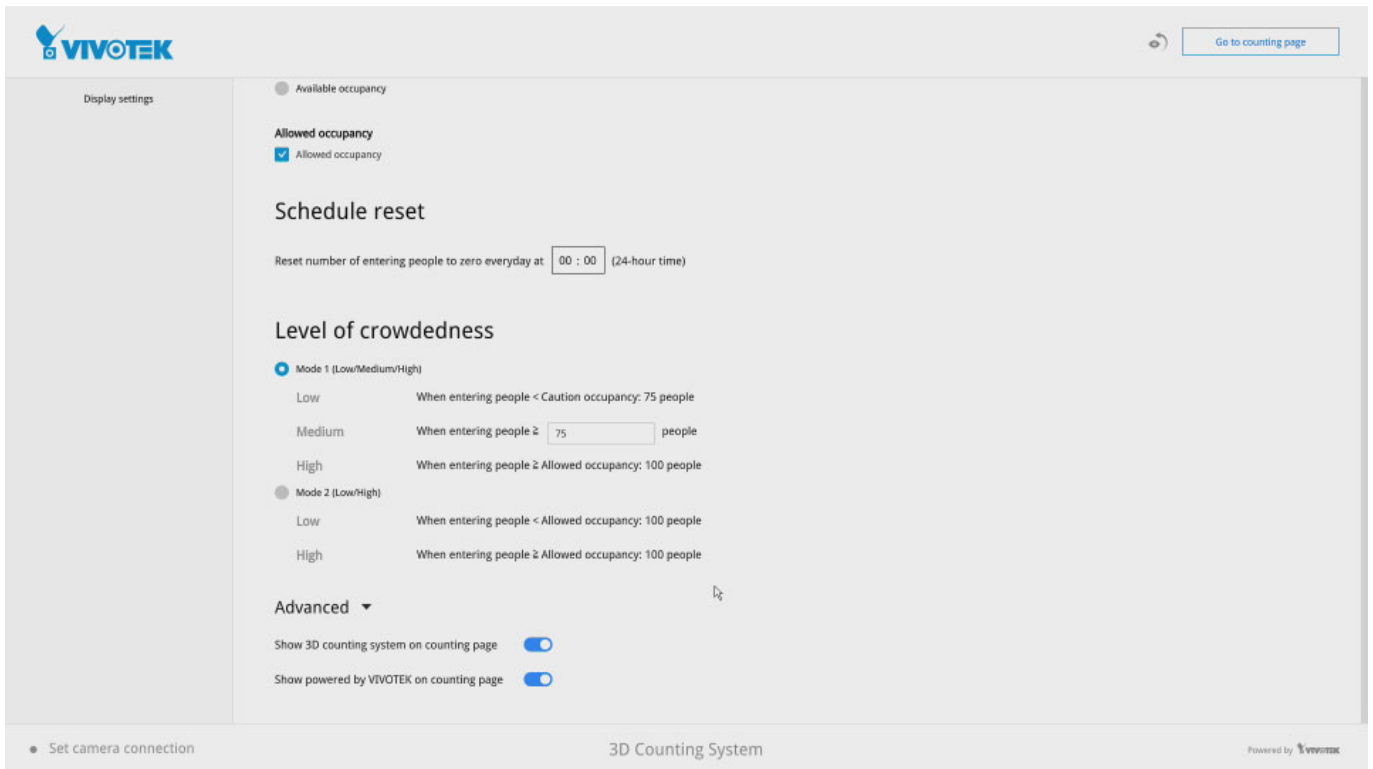 VIVOTEK
Go to counting page
Display settings
Available occupancy
Allowed occupancy
Allowed occupancy
Schedule reset
Reset number of entering people to zero everyday at 00 : 00 (24-hour time)
Level of crowdedness
Mode 1 (Low/Medium/High)
Low When entering people < Caution occupancy: 75 people
Medium When entering people ≧ 75 people
High When entering people ≧ Allowed occupancy: 100 people
Mode 2 (Low/High)
Low When entering people < Allowed occupancy: 100 people
High When entering people ≧ Allowed occupancy: 100 people
Advanced
Show 3D counting system on counting page
Show powered by VIVOTEK on counting page
Set camera connection 3D Counting System Powered by VIVOTEK